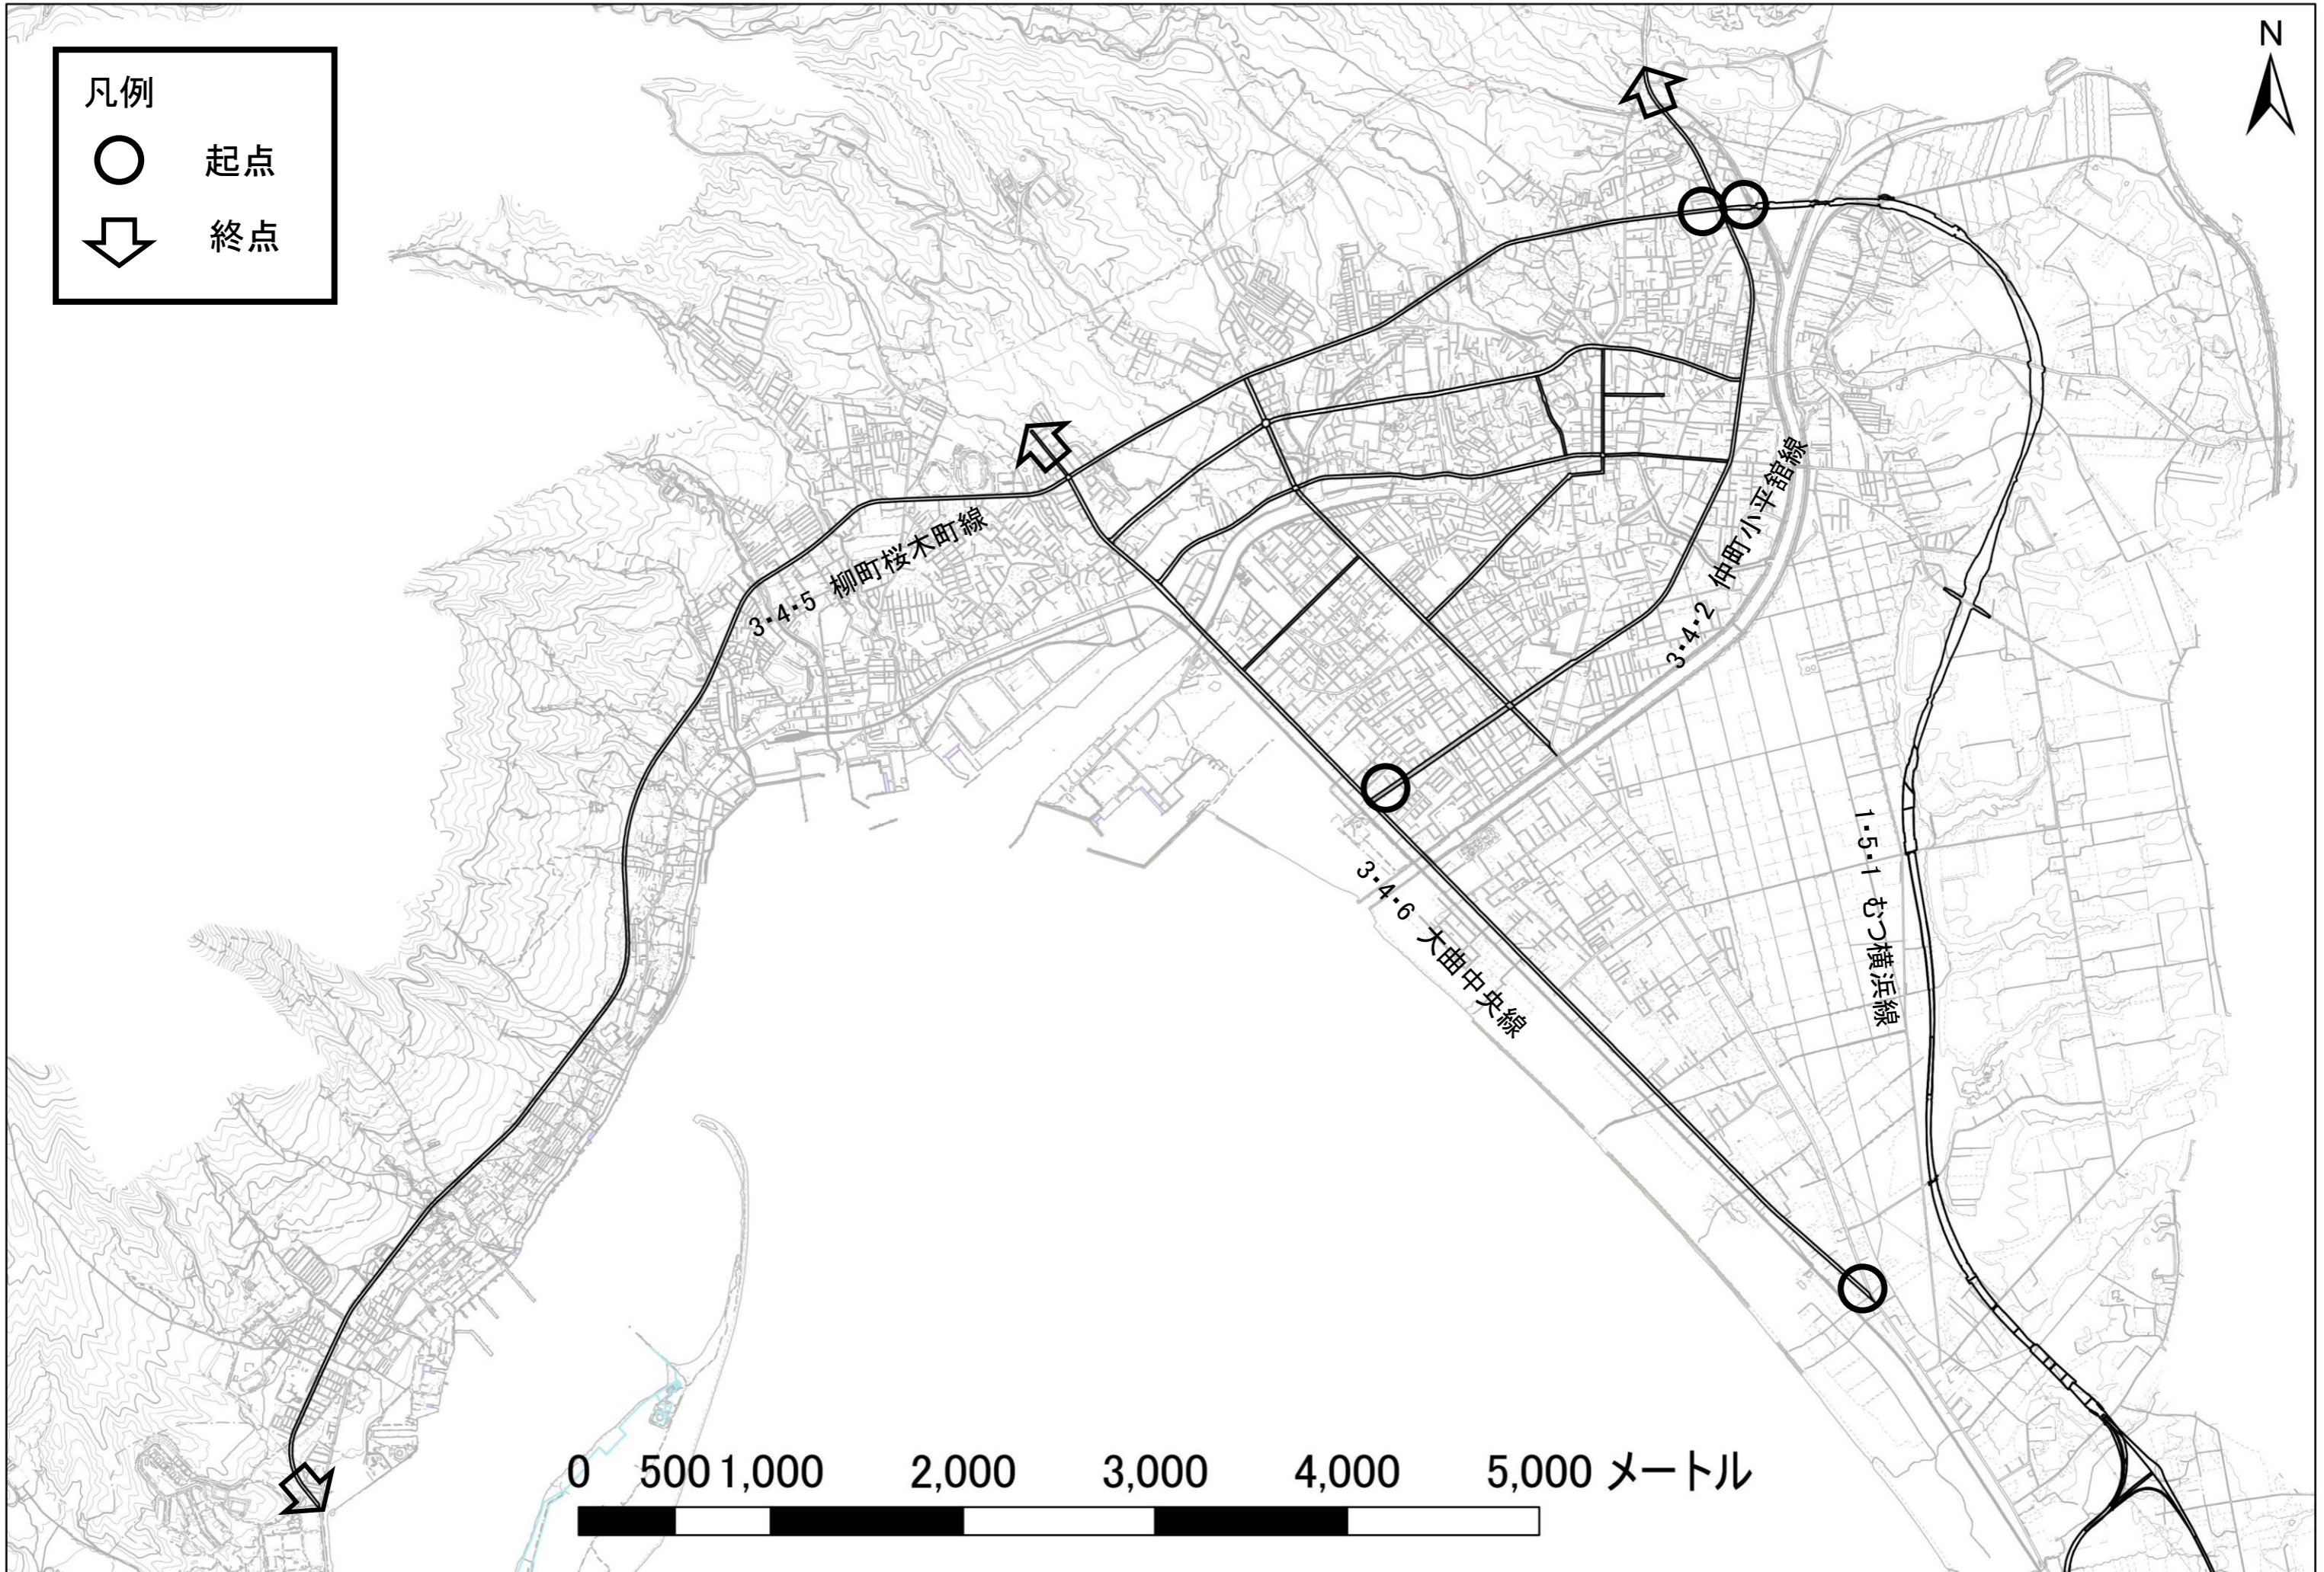 凡例
起点
終点
N
3・4・5 柳町桜木町線
3・4・2 仲町小平舘線
3・4・6 大曲中央線
1・5・1 むつ横浜線
0 500 1,000 2,000 3,000 4,000 5,000 メートル